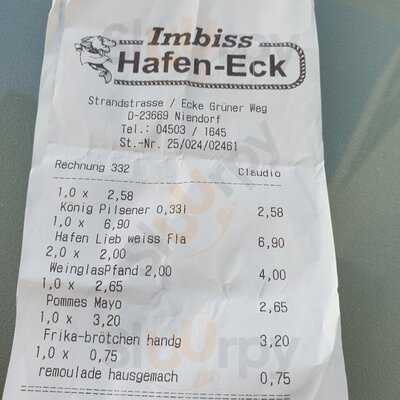 Imbiss
Hafen-Eck
Strandstrasse / Ecke Grüner Weg
D-23669 Niendorf
Tel.: 04503 / 1645
St.-Nr. 25/024/02461
Rechnung 332 Claudio
1,0 x 2,58
König Pilsener 0,33l 2,58
1,0 x 6,90
Hafen Lieb weiss Fla 6,90
2,0 x 2,00
WeinglasPfand 2,00 4,00
1,0 x 2,65
Pommes Mayo 2,65
1,0 x 3,20
Frika-brötchen handg 3,20
1,0 x 0,75
remoulade hausgemach 0,75
slurrpy